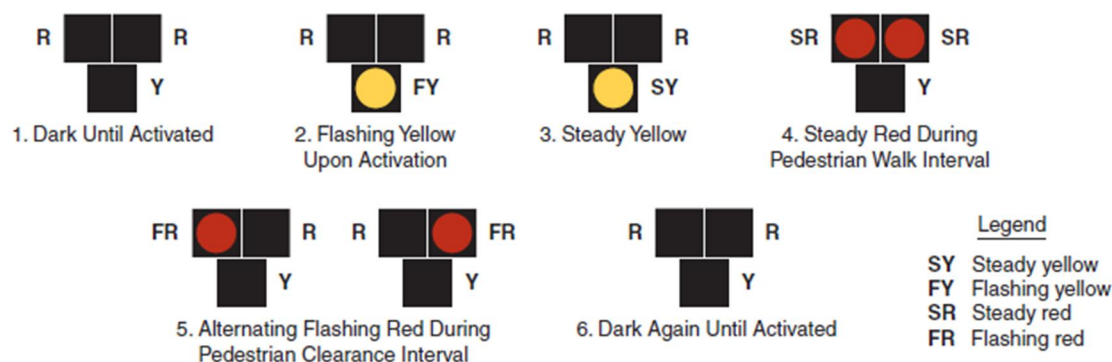 R R R R R R SR SR
Y FY SY Y
1. Dark Until Activated
2. Flashing Yellow
Upon Activation
3. Steady Yellow
4. Steady Red During
Pedestrian Walk Interval
FR R R FR R R
Y Y Y
5. Alternating Flashing Red During
Pedestrian Clearance Interval
6. Dark Again Until Activated
Legend
SY Steady yellow
FY Flashing yellow
SR Steady red
FR Flashing red